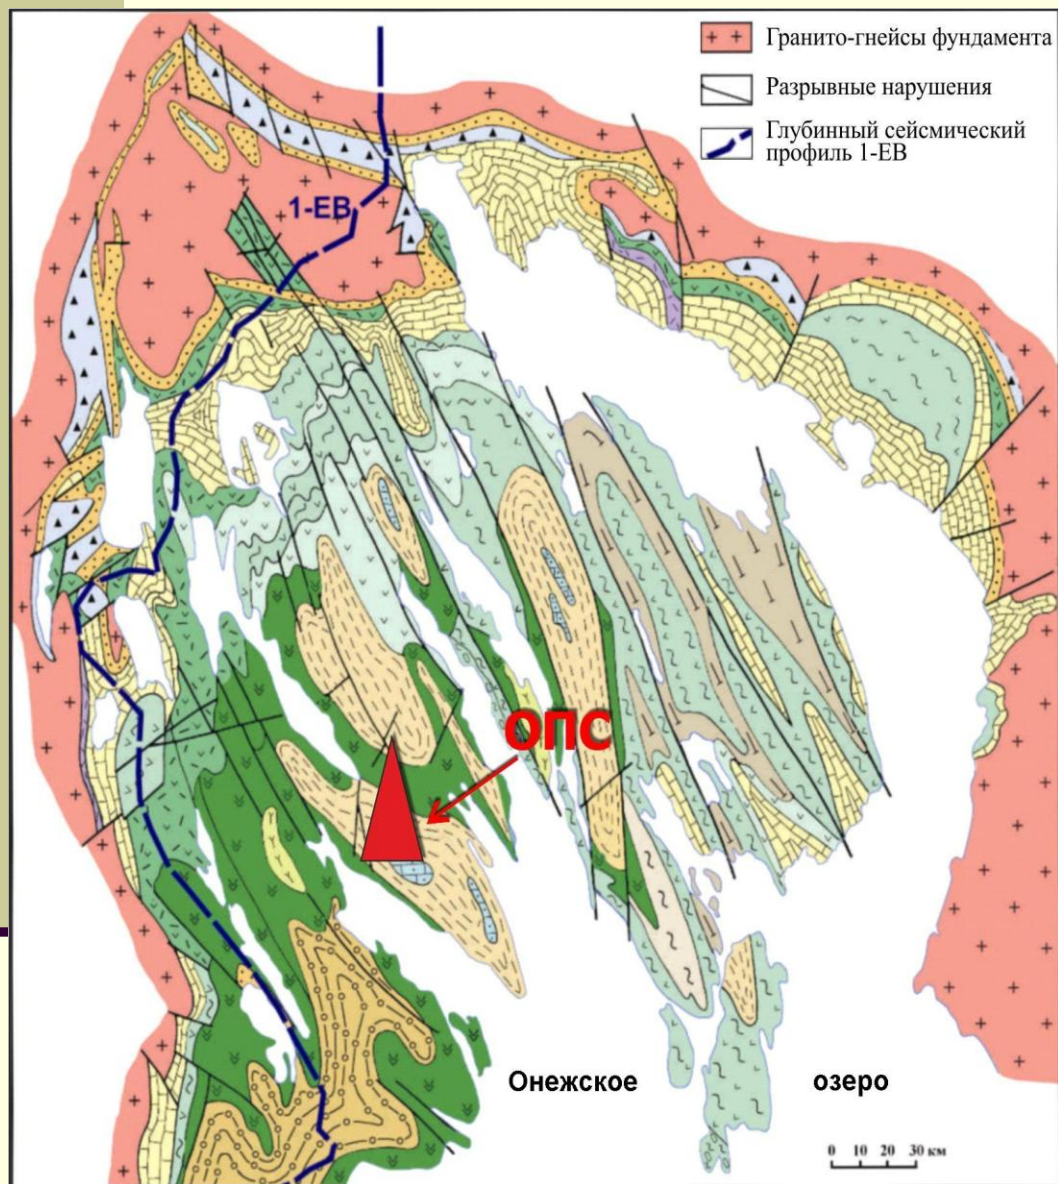 Гранито-гнейсы фундамента
Разрывные нарушения
Глубинный сейсмический
профиль 1-ЕВ
1-ЕВ
ОПС
Онежское озеро
0 10 20 30 км